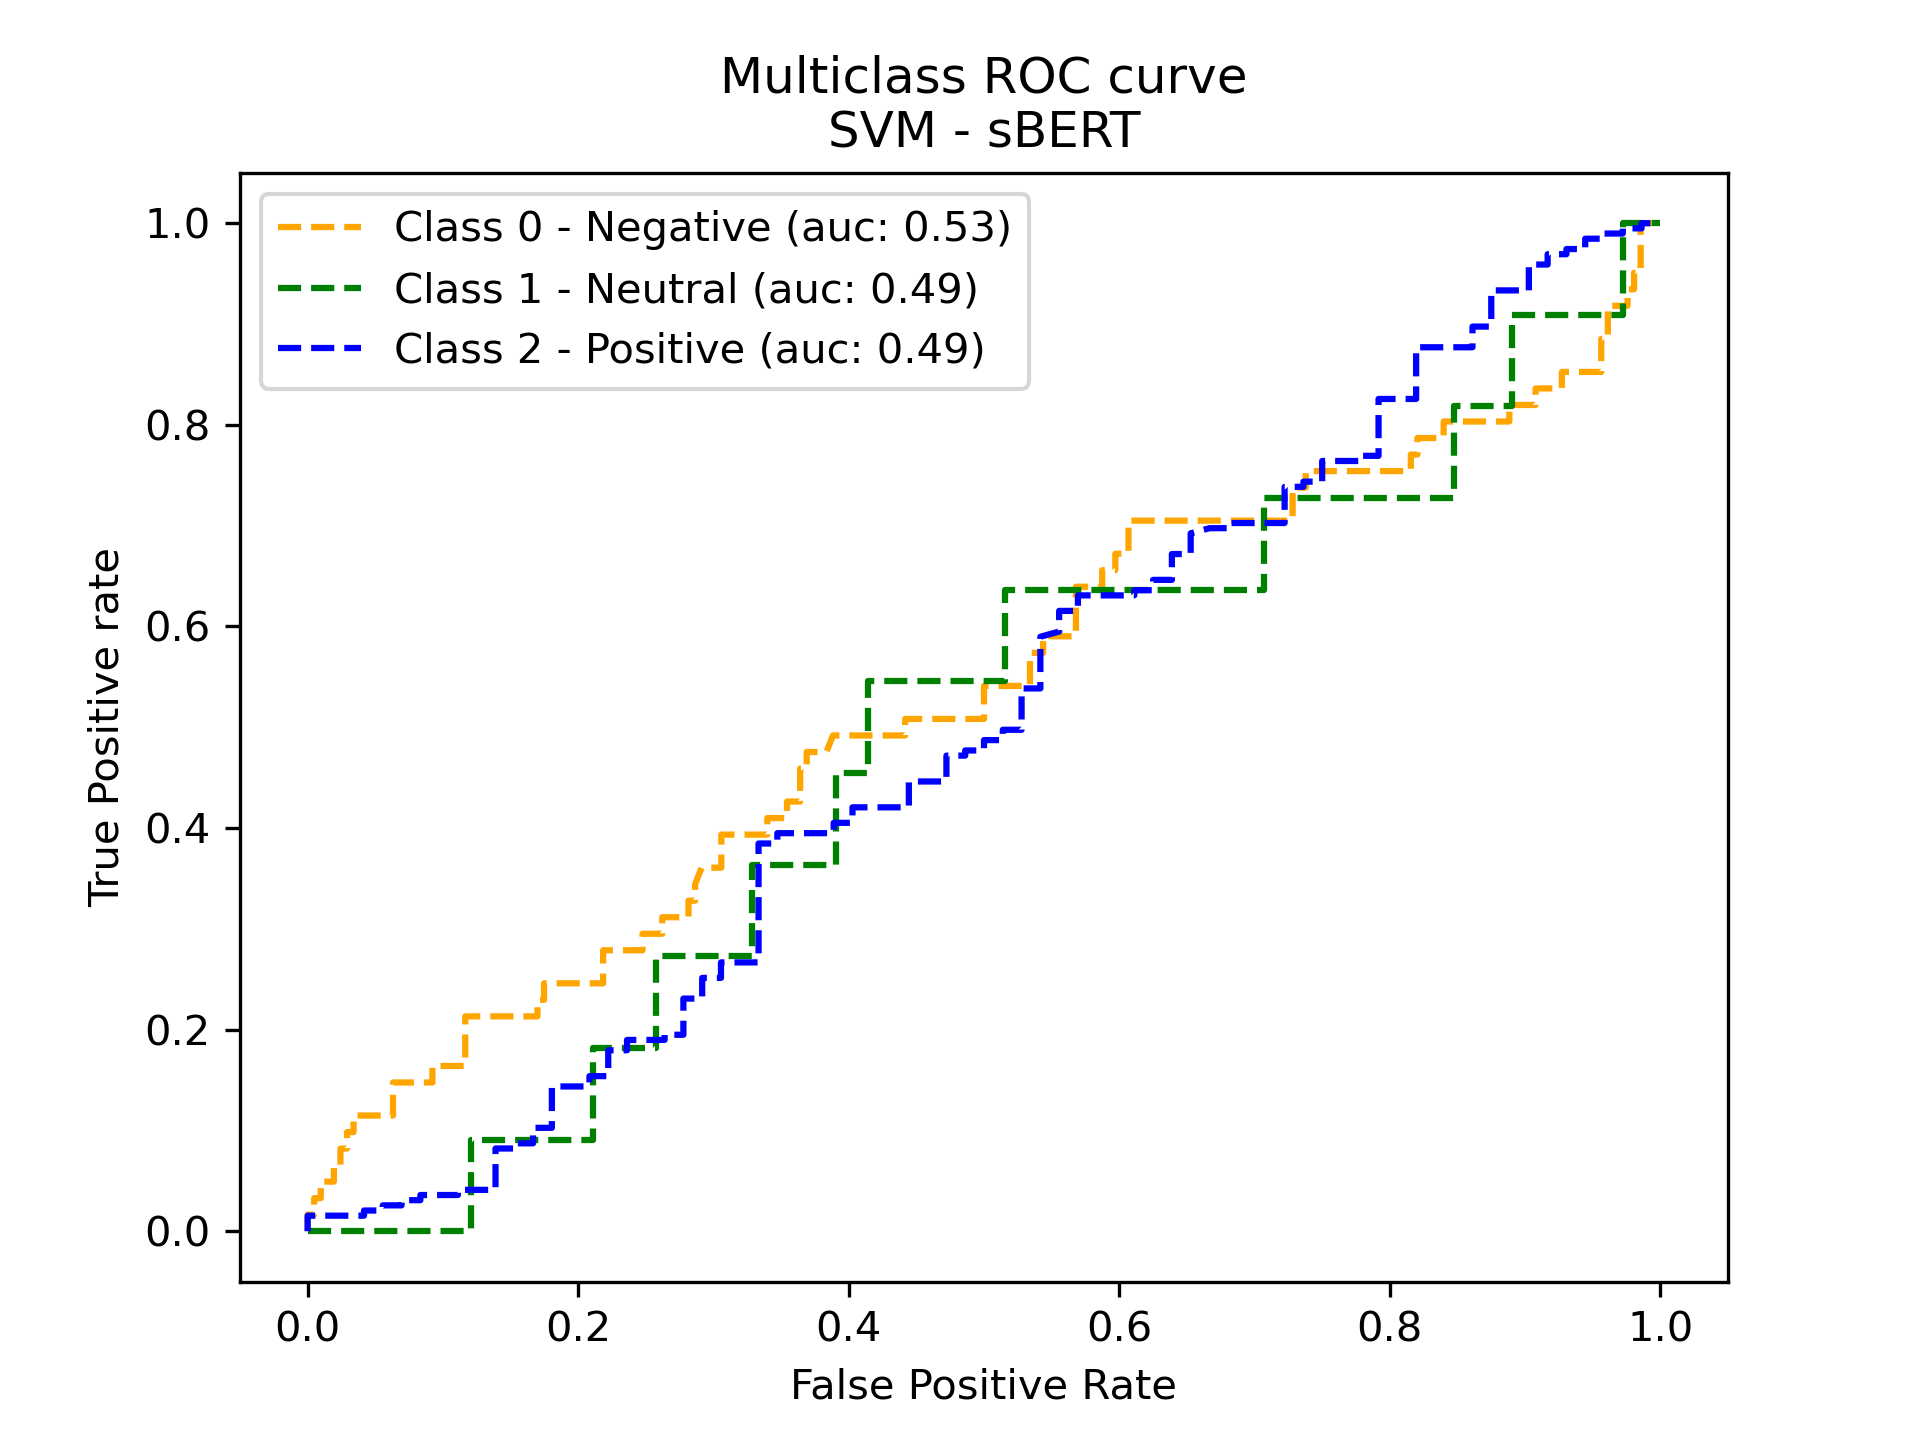 Multiclass ROC curve
SVM - sBERT
Class 0 - Negative (auc: 0.53)
Class 1 - Neutral (auc: 0.49)
Class 2 - Positive (auc: 0.49)
1.0
0.8
0.6
0.4
0.2
0.0
True Positive rate
0.0 0.2 0.4 0.6 0.8 1.0
False Positive Rate